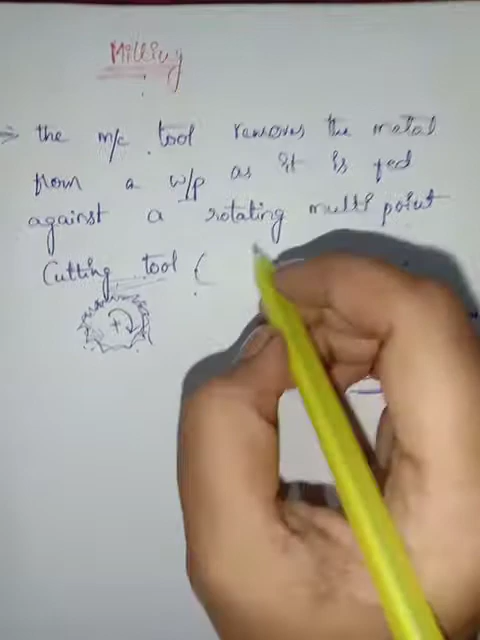 Milling
⇒ the m/c tool removes the metal
from a w/p as it is fed
against a rotating multi point
Cutting tool (
+